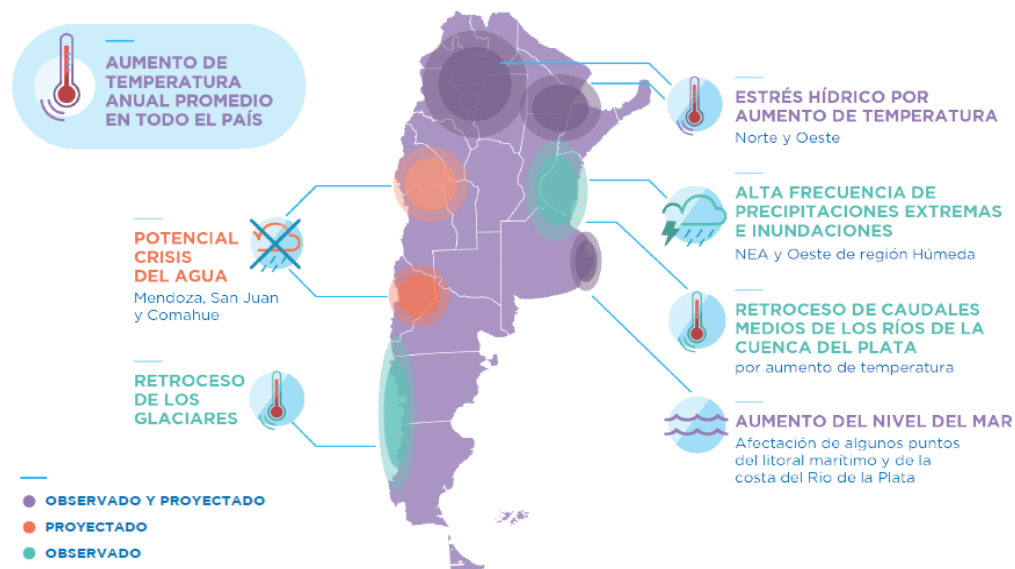 AUMENTO DE
TEMPERATURA
ANUAL PROMEDIO
EN TODO EL PAÍS
ESTRÉS HÍDRICO POR
AUMENTO DE TEMPERATURA
Norte y Oeste
ALTA FRECUENCIA DE
PRECIPITACIONES EXTREMAS
E INUNDACIONES
NEA y Oeste de región Húmeda
POTENCIAL
CRISIS
DEL AGUA
Mendoza, San Juan
y Comahue
RETROCESO DE CAUDALES
MEDIOS DE LOS RÍOS DE LA
CUENCA DEL PLATA
por aumento de temperatura
RETROCESO
DE LOS
GLACIARES
AUMENTO DEL NIVEL DEL MAR
Afectación de algunos puntos
del litoral marítimo y de la
costa del Río de la Plata
OBSERVADO Y PROYECTADO
PROYECTADO
OBSERVADO